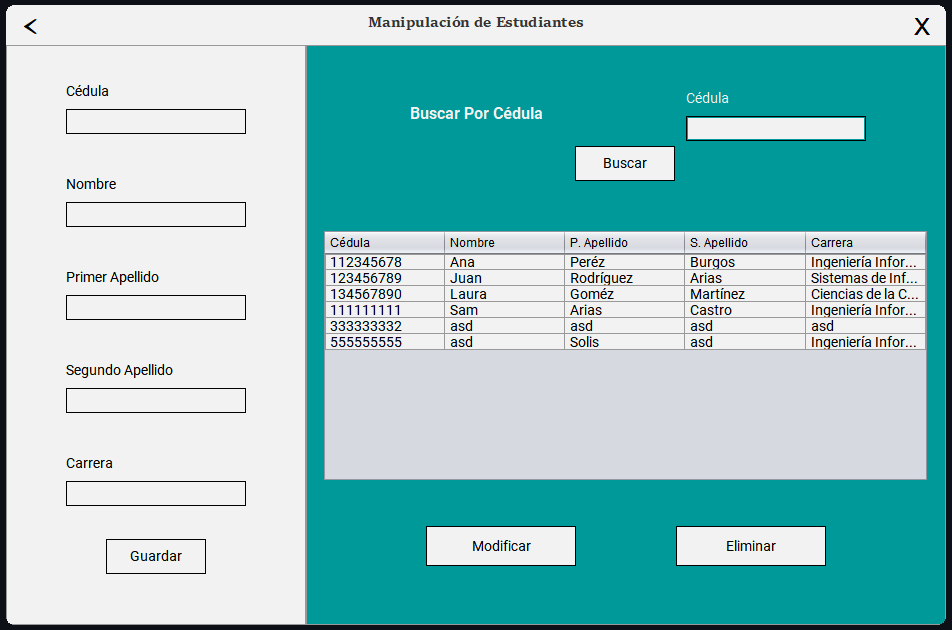 <
Manipulación de Estudiantes
X
Cédula
Nombre
Primer Apellido
Segundo Apellido
Carrera
Guardar
Buscar Por Cédula
Cédula
Buscar
Cédula Nombre P. Apellido S. Apellido Carrera
112345678 Ana Peréz Burgos Ingeniería Infor...
123456789 Juan Rodríguez Arias Sistemas de Inf...
134567890 Laura Goméz Martínez Ciencias de la C...
111111111 Sam Arias Castro Ingeniería Infor...
333333332 asd asd asd asd
555555555 asd Solis asd Ingeniería Infor...
Modificar
Eliminar